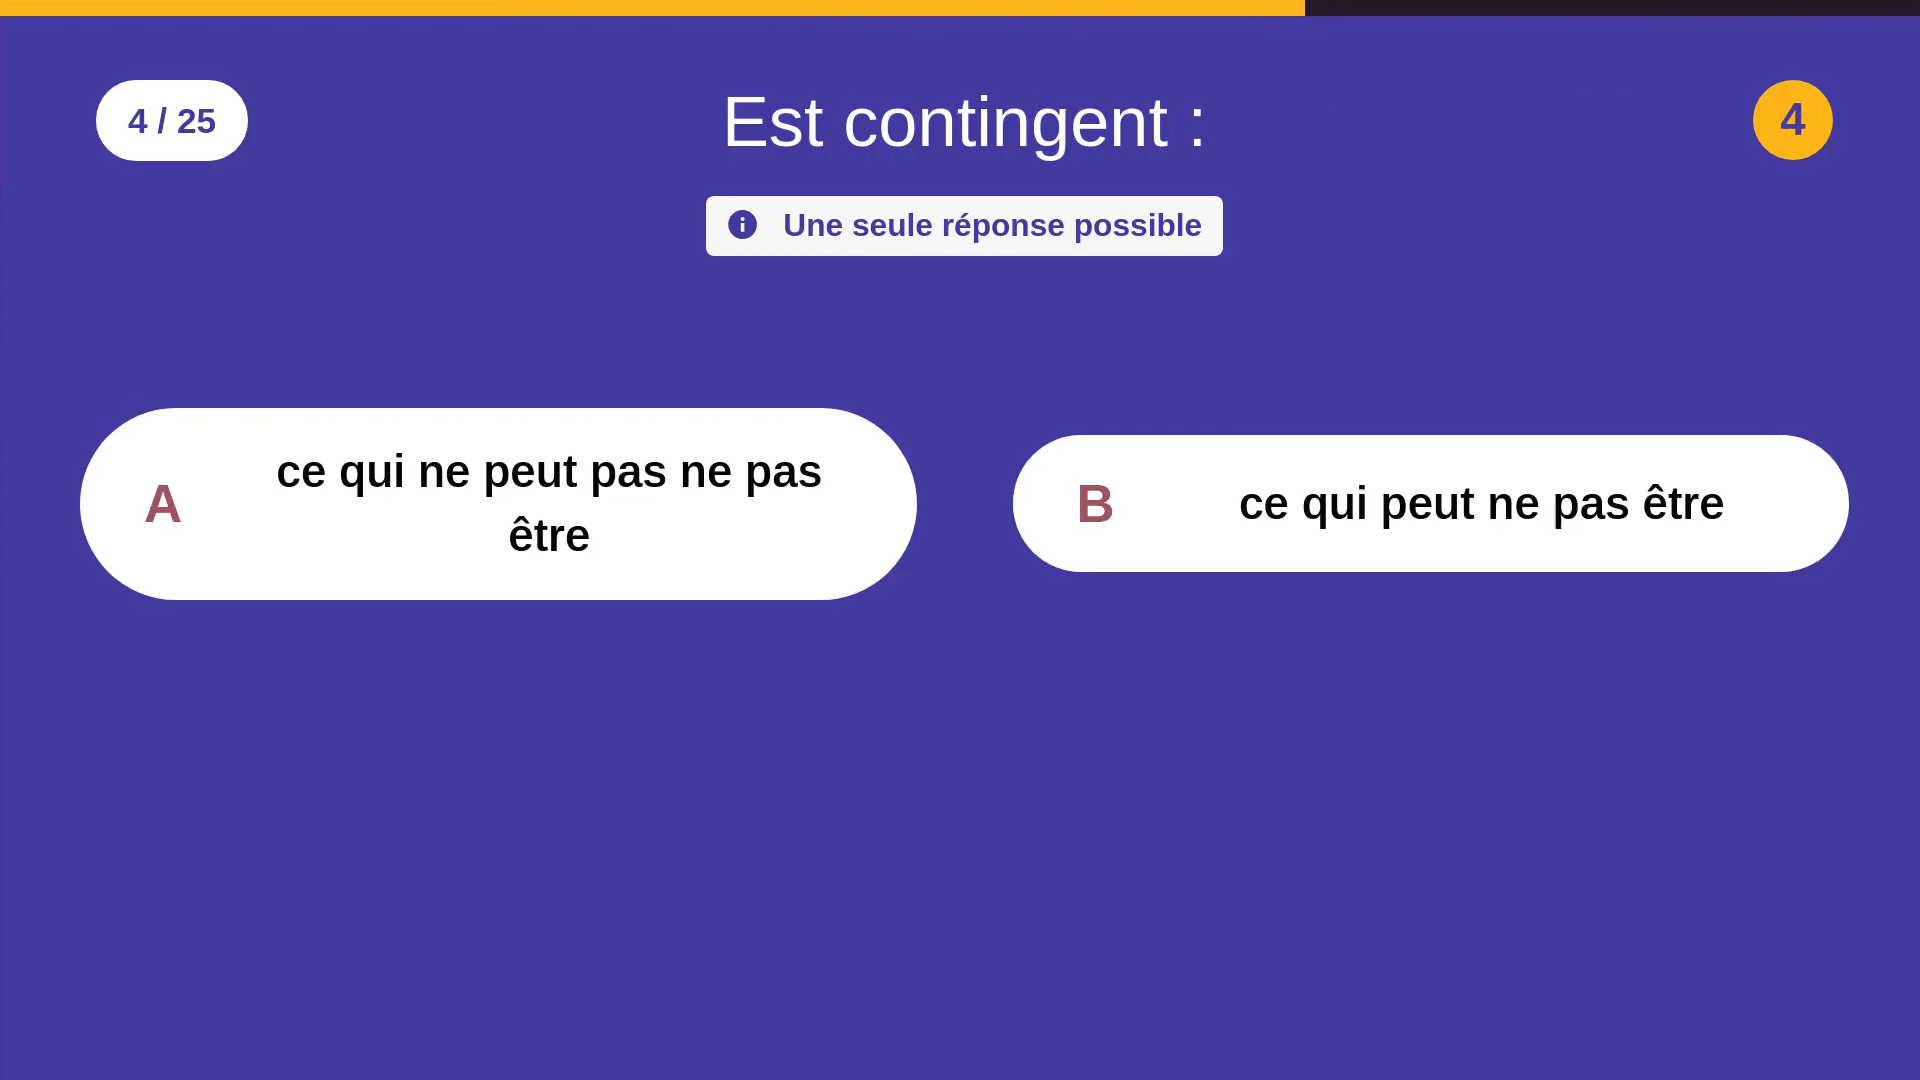 4 / 25
Est contingent :
4
Une seule réponse possible
A
ce qui ne peut pas ne pas
être
B
ce qui peut ne pas être